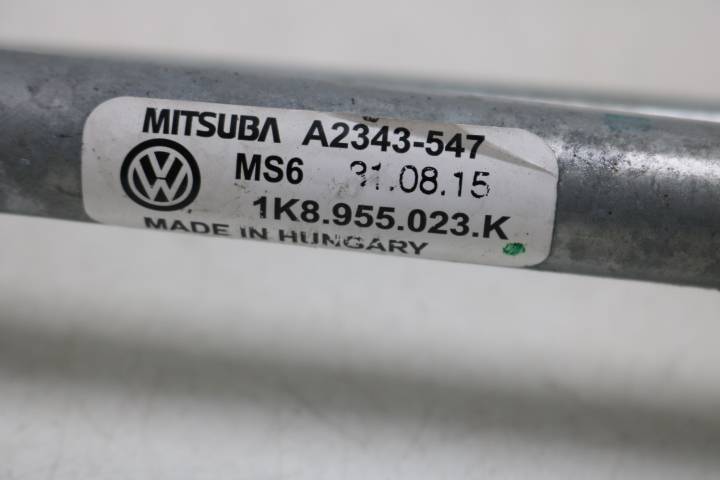 MITSUBA A2343-547
MS6 31.08.15
1K8.955.023.K
MADE IN HUNGARY